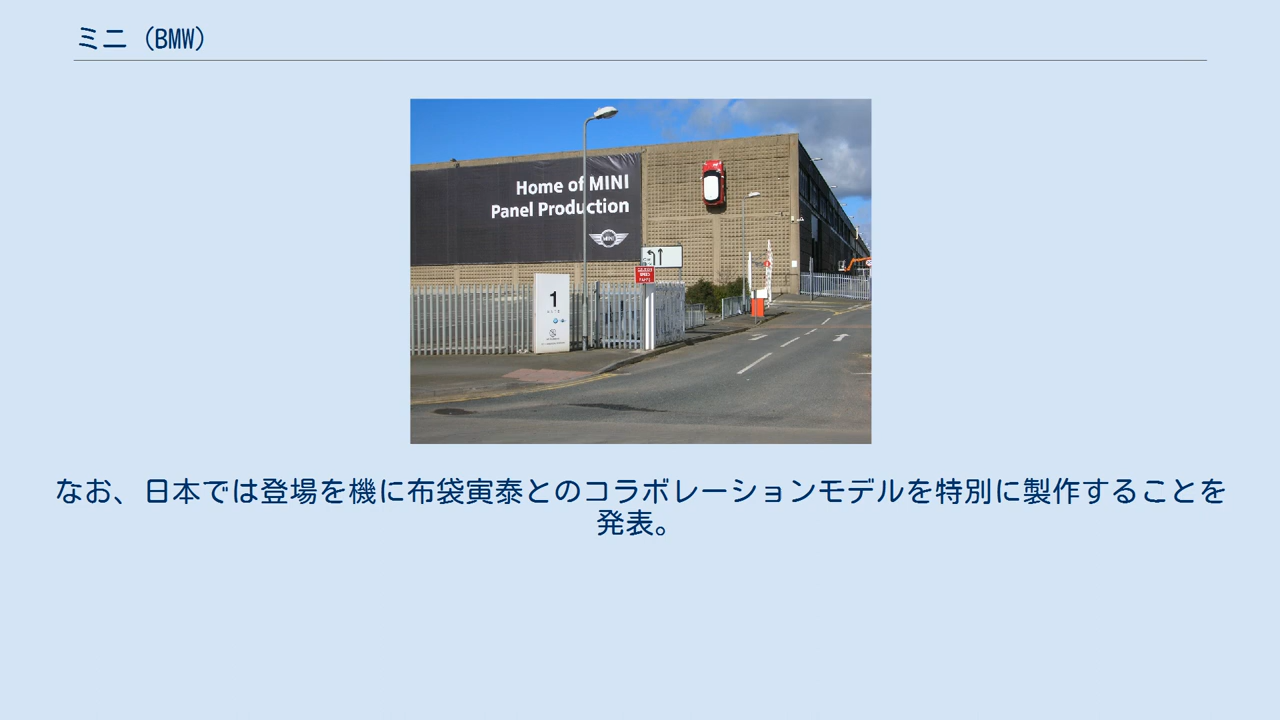 ミニ（BMW）
Home of MINI
Panel Production
MINI
1
なお、日本では登場を機に布袋寅泰とのコラボレーションモデルを特別に製作することを
発表。